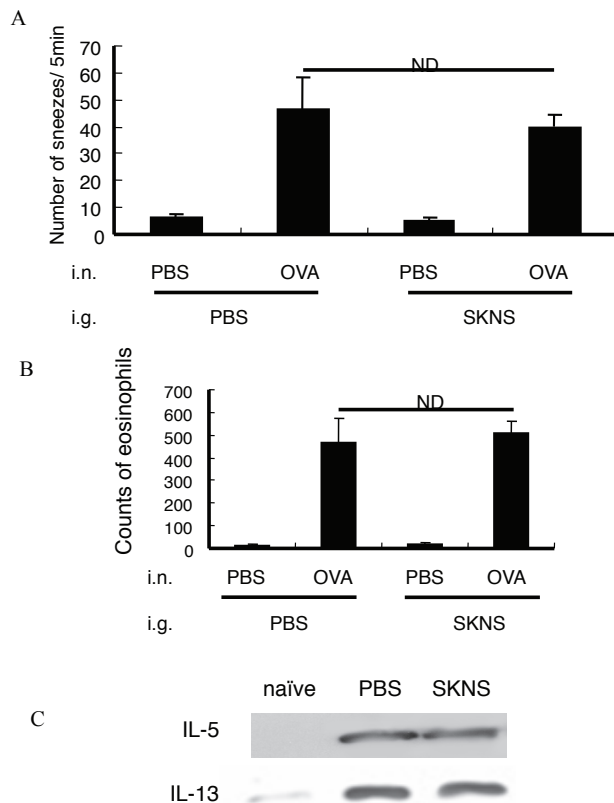 A
Number of sneezes/ 5min
70
60
50
40
30
20
10
0
ND
i.n. PBS OVA PBS OVA
i.g. PBS SKNS
B
Counts of eosinophils
700
600
500
400
300
200
100
0
ND
i.n. PBS OVA PBS OVA
i.g. PBS SKNS
C
naïve PBS SKNS
IL-5
IL-13